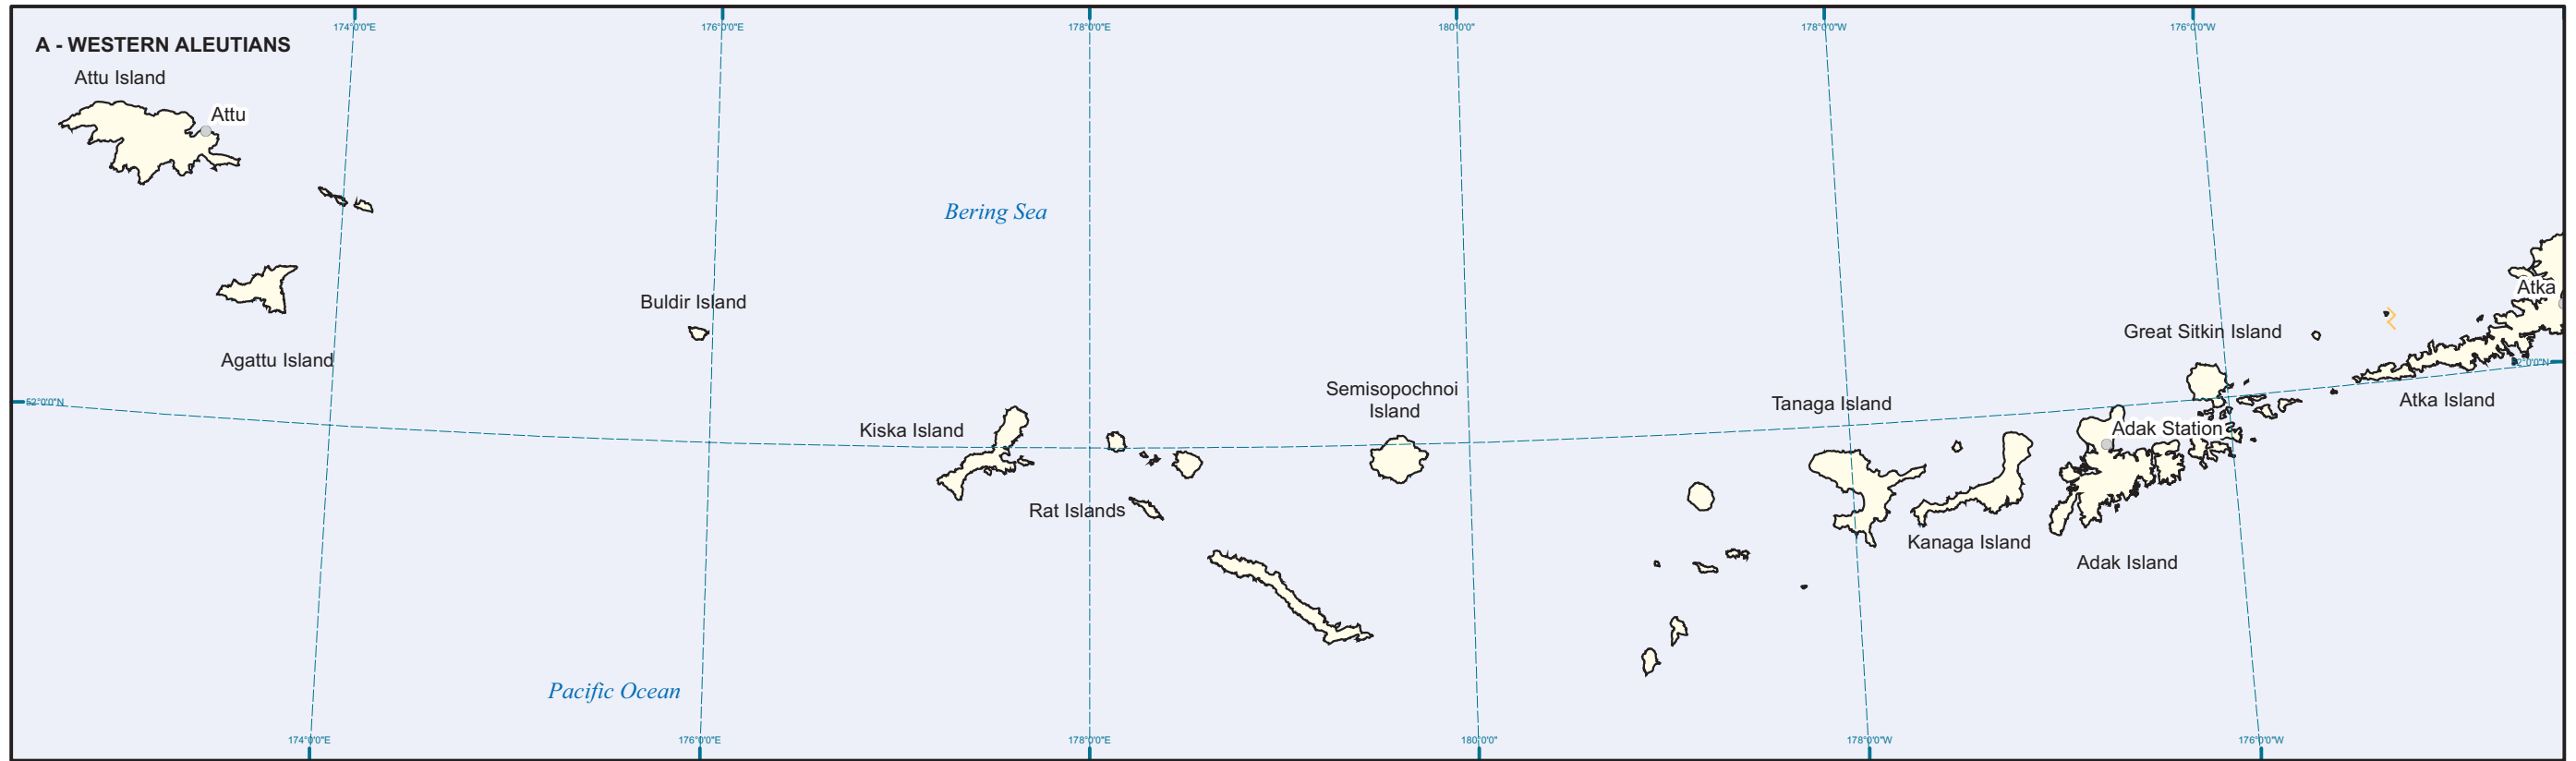 174°0'0"E
176°0'0"E
178°0'0"E
180°0'0"
178°0'0"W
176°0'0"W
A - WESTERN ALEUTIANS
Attu Island
Attu
Bering Sea
Atka
Buldir Island
Great Sitkin Island
Agattu Island
52°0'0"N
Semisopochnoi
Island
52°0'0"N
Tanaga Island
Atka Island
Kiska Island
Adak Station
Rat Islands
Kanaga Island
Adak Island
Pacific Ocean
174°0'0"E
176°0'0"E
178°0'0"E
180°0'0"
178°0'0"W
176°0'0"W